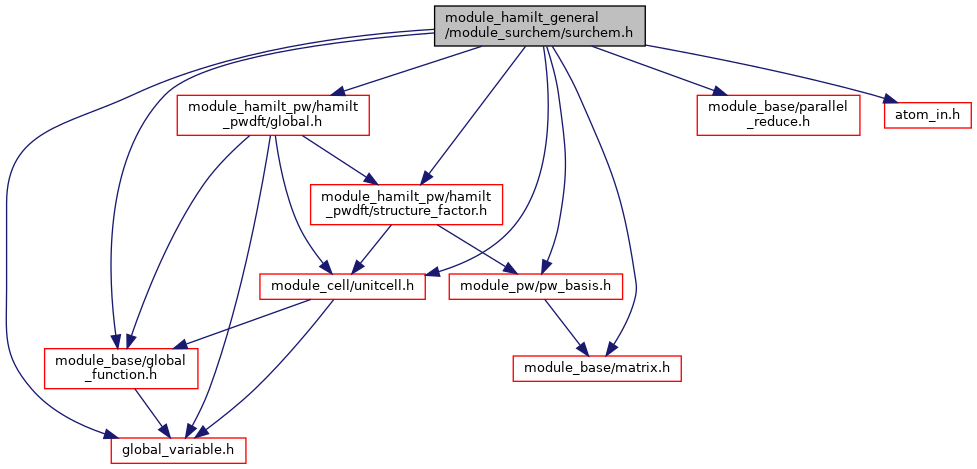 module_hamilt_general
/module_surchem/surchem.h
module_hamilt_pw/hamilt
_pwdft/global.h
module_base/parallel
_reduce.h
atom_in.h
module_hamilt_pw/hamilt
_pwdft/structure_factor.h
module_cell/unitcell.h
module_pw/pw_basis.h
module_base/global
_function.h
module_base/matrix.h
global_variable.h